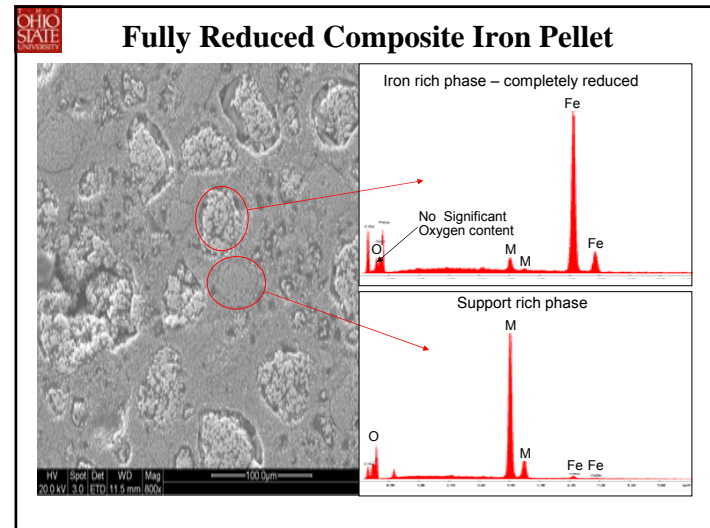 THE
OHIO
STATE
UNIVERSITY
Fully Reduced Composite Iron Pellet
Iron rich phase – completely reduced
Fe
No Significant
Oxygen content
O
M
M
Fe
Support rich phase
M
O
M
Fe Fe
HV Spot Det WD Mag
20.0 kV 3.0 ETD 11.5 mm 800x
100.0µm